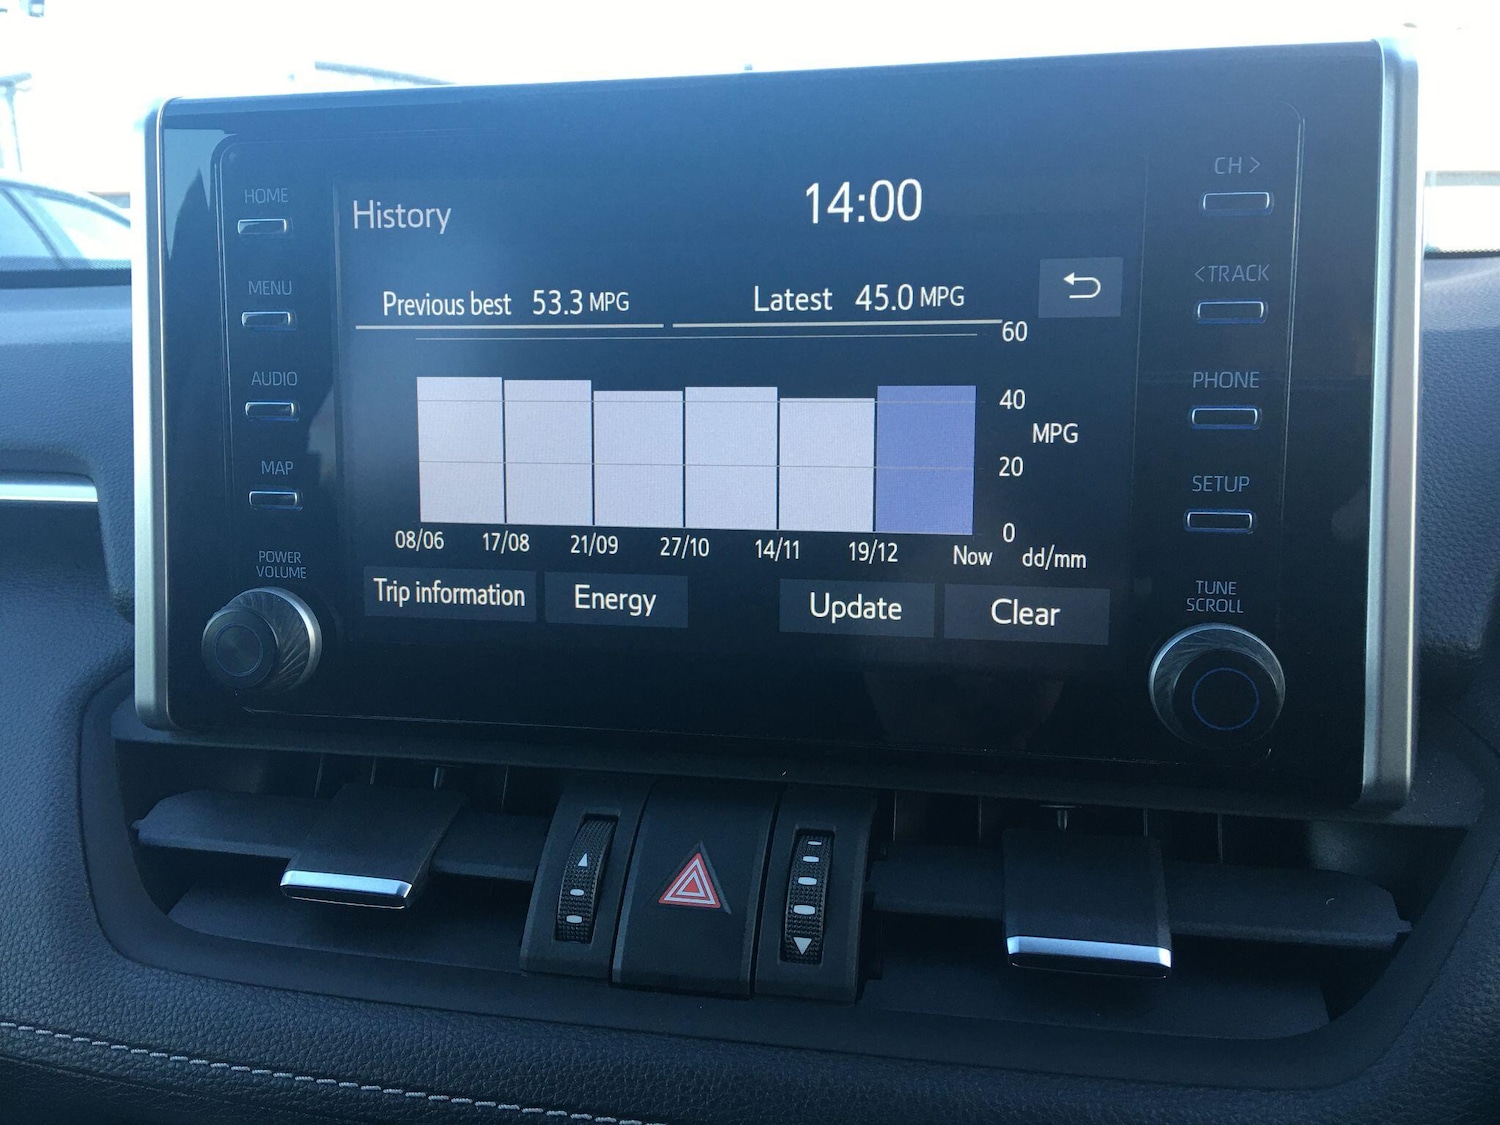 History
14:00
Previous best 53.3 MPG
Latest 45.0 MPG
60
40
MPG
20
0
08/06 17/08 21/09 27/10 14/11 19/12 Now dd/mm
Trip information
Energy
Update
Clear
HOME
MENU
AUDIO
MAP
POWER
VOLUME
CH >
< TRACK
PHONE
SETUP
TUNE
SCROLL